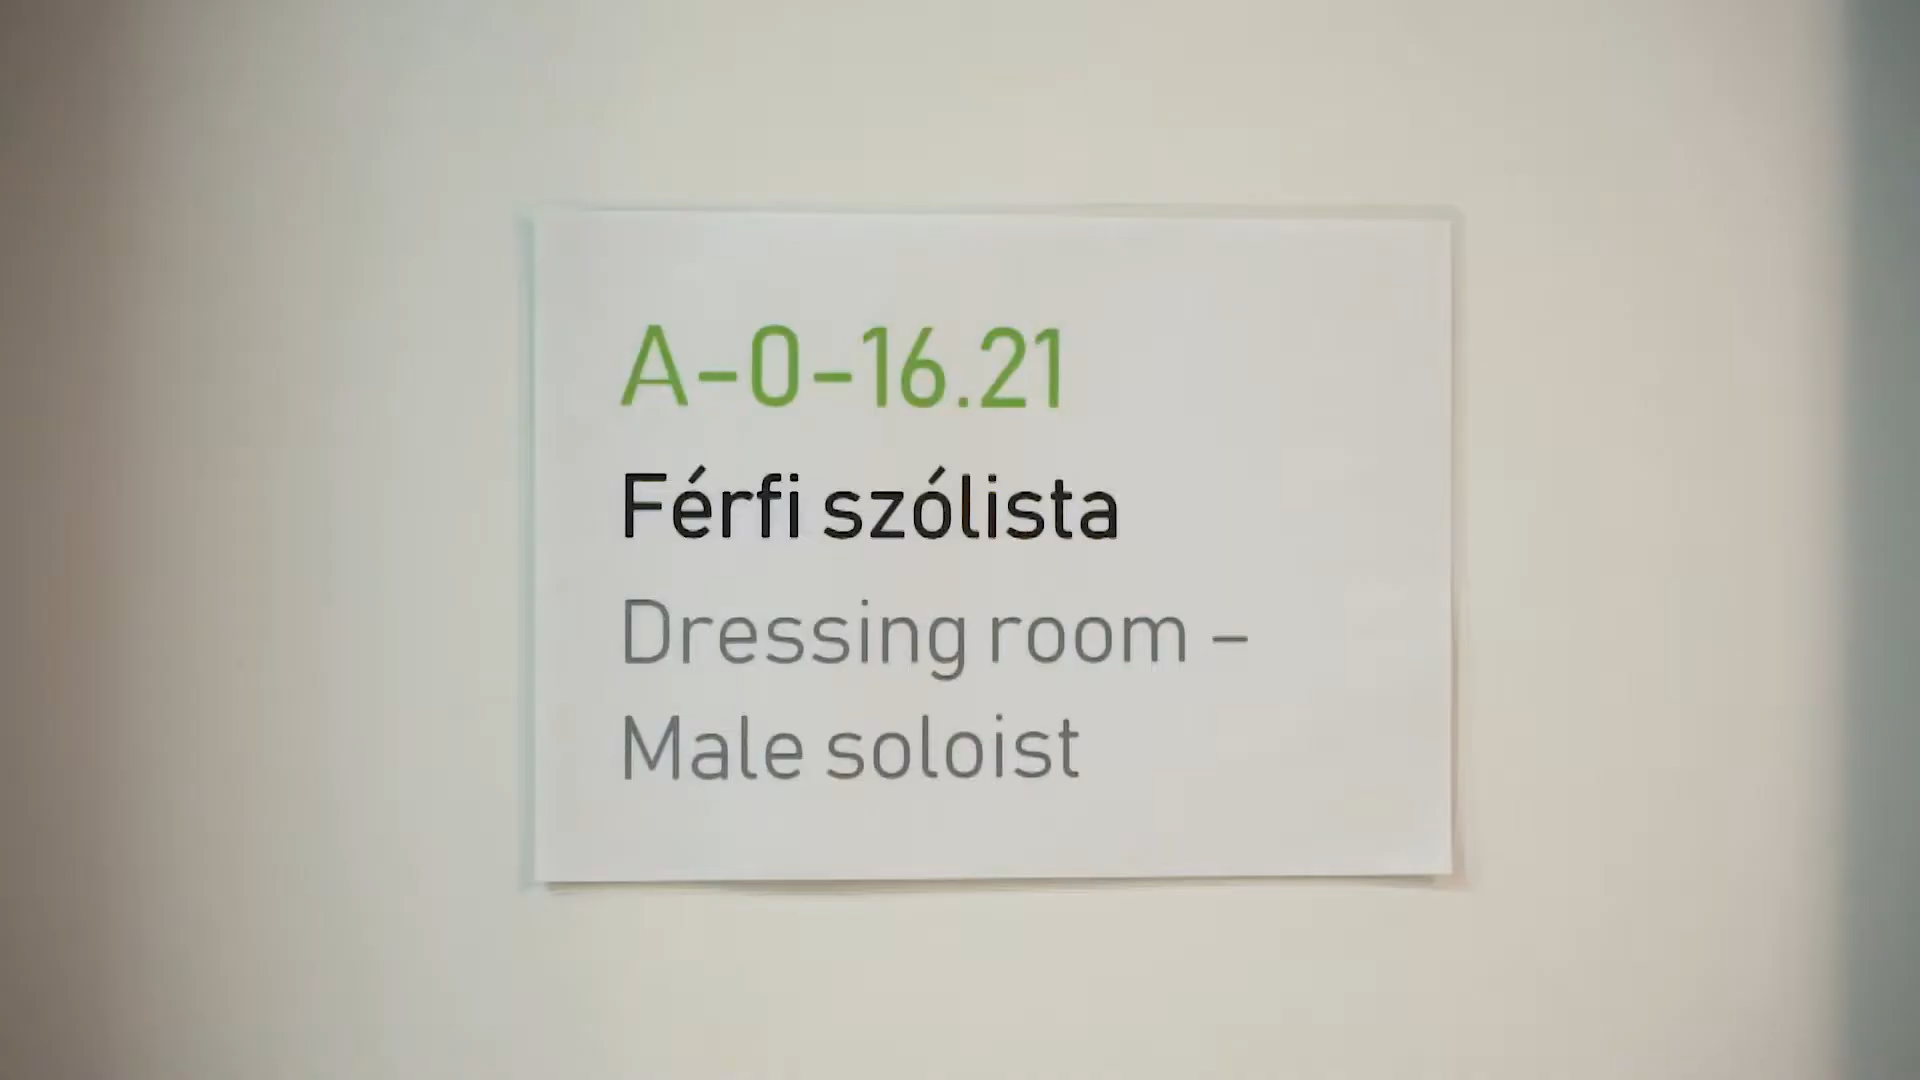 A-0-16.21
Férfi szólista
Dressing room –
Male soloist